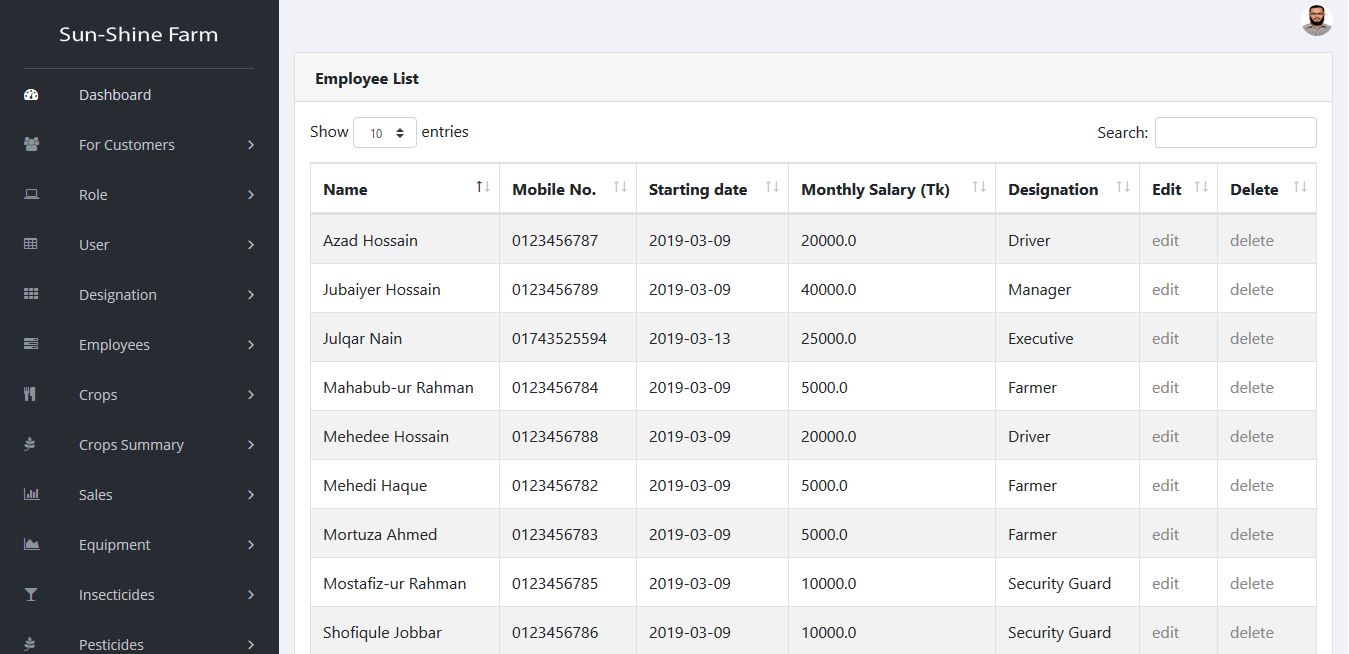 Sun-Shine Farm
Dashboard
For Customers
Role
User
Designation
Employees
Crops
Crops Summary
Sales
Equipment
Insecticides
Pesticides
Employee List
Show 10 entries
Search:
Name Mobile No. Starting date Monthly Salary (Tk) Designation Edit Delete
Azad Hossain 0123456787 2019-03-09 20000.0 Driver edit delete
Jubaiyer Hossain 0123456789 2019-03-09 40000.0 Manager edit delete
Julqar Nain 01743525594 2019-03-13 25000.0 Executive edit delete
Mahabub-ur Rahman 0123456784 2019-03-09 5000.0 Farmer edit delete
Mehedee Hossain 0123456788 2019-03-09 20000.0 Driver edit delete
Mehedi Haque 0123456782 2019-03-09 5000.0 Farmer edit delete
Mortuza Ahmed 0123456783 2019-03-09 5000.0 Farmer edit delete
Mostafiz-ur Rahman 0123456785 2019-03-09 10000.0 Security Guard edit delete
Shofiqule Jobbar 0123456786 2019-03-09 10000.0 Security Guard edit delete